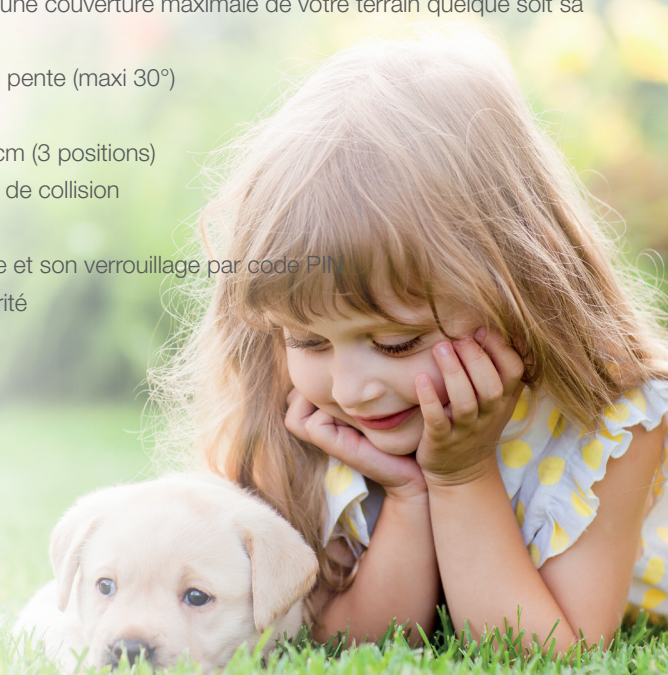 une couverture maximale de votre terrain quelque soit sa
pente (maxi 30°)
cm (3 positions)
de collision
e et son verrouillage par code PIN
rité